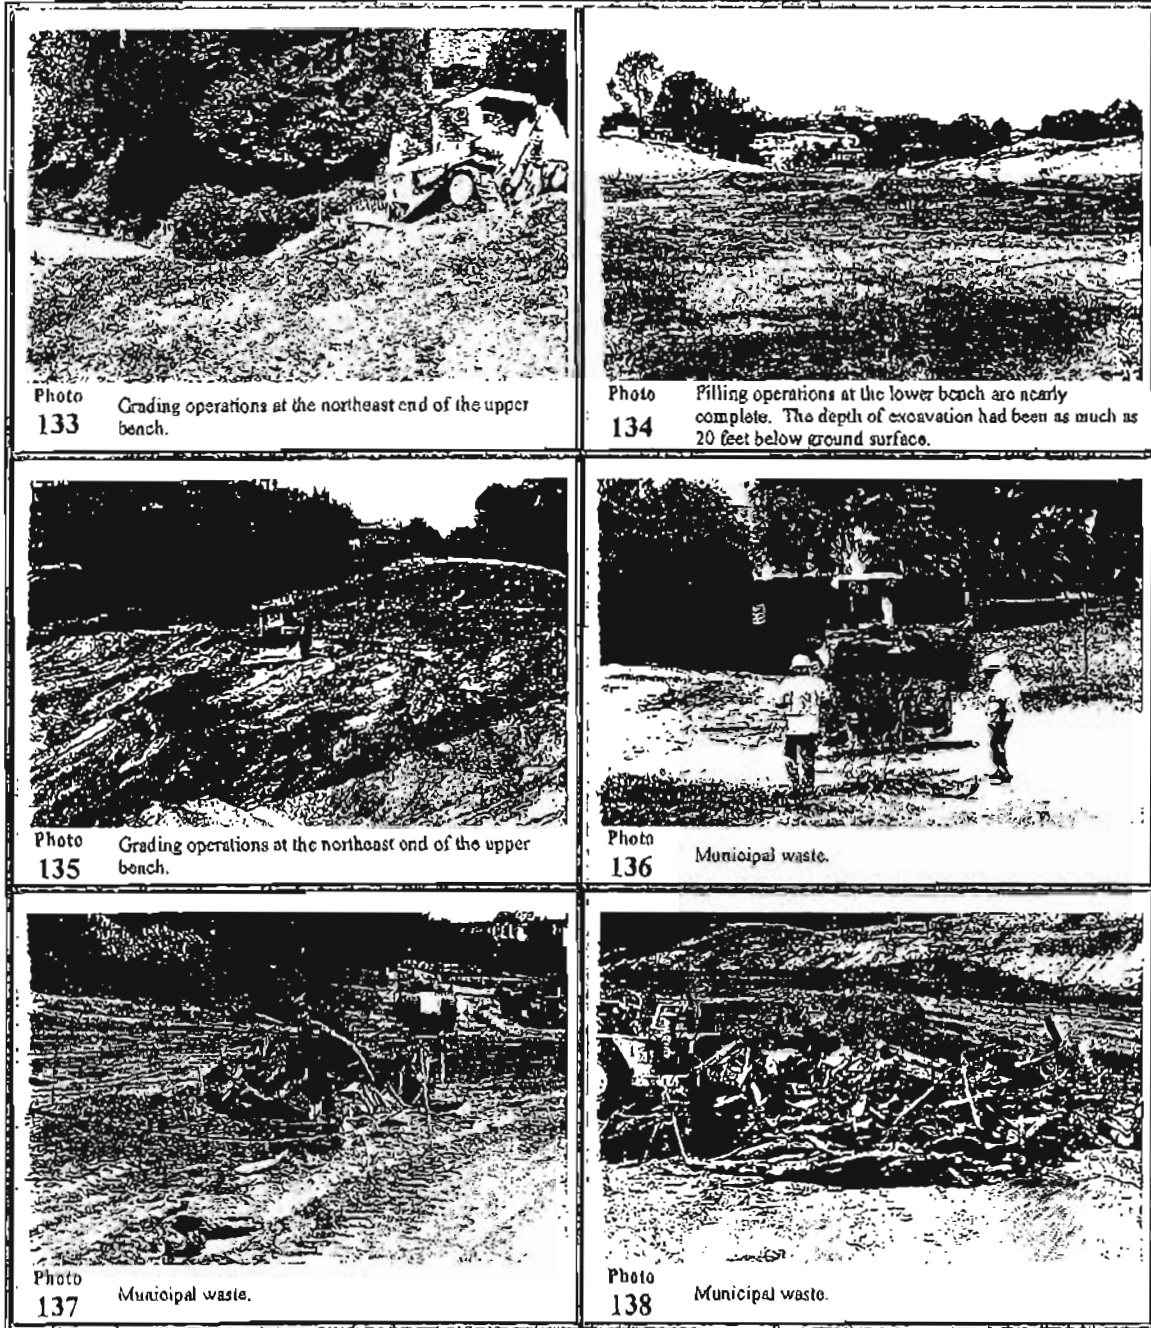 Photo
133
Grading operations at the northeast end of the upper
bench.
Photo
134
Filling operations at the lower bench are nearly
complete. The depth of excavation had been as much as
20 feet below ground surface.
Photo
135
Grading operations at the northeast end of the upper
bench.
Photo
136
Municipal waste.
Photo
137
Municipal waste.
Photo
138
Municipal waste.